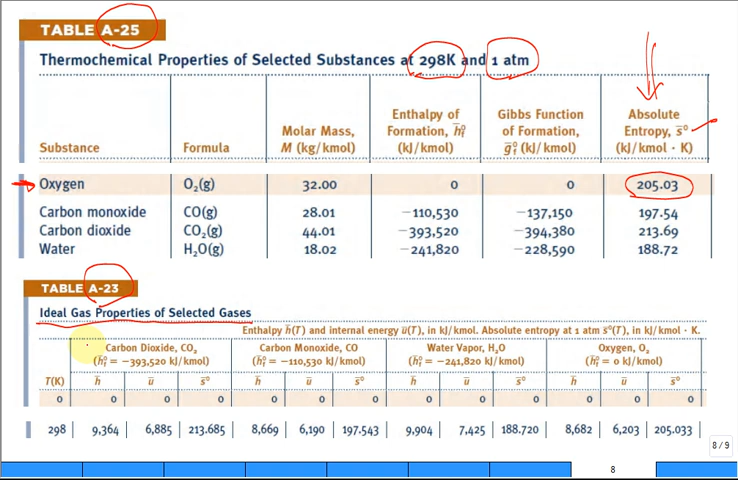 TABLE A-25
Thermochemical Properties of Selected Substances at 298K and 1 atm
Substance Formula Molar Mass, M (kg/kmol) Enthalpy of Formation, h̄°f (kJ/kmol) Gibbs Function of Formation, ḡ°f (kJ/kmol) Absolute Entropy, s̄° (kJ/kmol · K)
Oxygen O₂(g) 32.00 0 0 205.03
Carbon monoxide CO(g) 28.01 −110,530 −137,150 197.54
Carbon dioxide CO₂(g) 44.01 −393,520 −394,380 213.69
Water H₂O(g) 18.02 −241,820 −228,590 188.72
TABLE A-23
Ideal Gas Properties of Selected Gases
Enthalpy h̄(T) and internal energy ū(T), in kJ/kmol. Absolute entropy at 1 atm s̄°(T), in kJ/kmol · K.
Carbon Dioxide, CO₂ Carbon Monoxide, CO Water Vapor, H₂O Oxygen, O₂
(h̄°f = −393,520 kJ/kmol) (h̄°f = −110,530 kJ/kmol) (h̄°f = −241,820 kJ/kmol) (h̄°f = 0 kJ/kmol)
T(K) h̄ ū s̄° h̄ ū s̄° h̄ ū s̄° h̄ ū s̄°
0 0 0 0 0 0 0 0 0 0 0 0 0
298 9,364 6,885 213.685 8,669 6,190 197.543 9,904 7,425 188.720 8,682 6,203 205.033
8/9
8